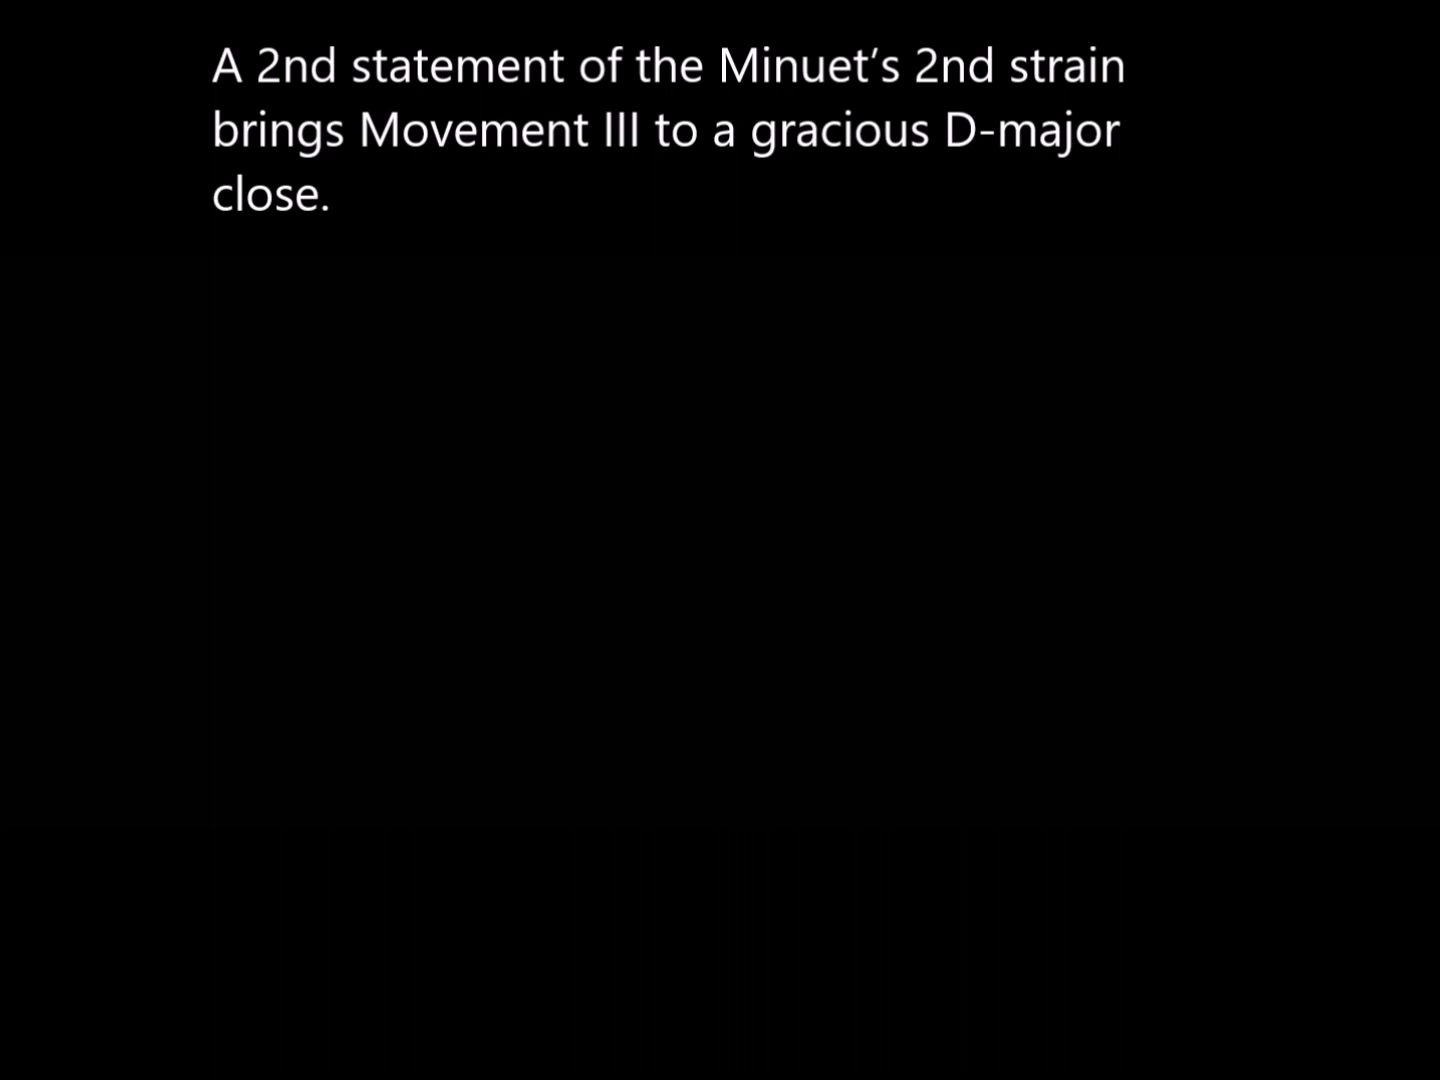 A 2nd statement of the Minuet’s 2nd strain
brings Movement III to a gracious D-major
close.